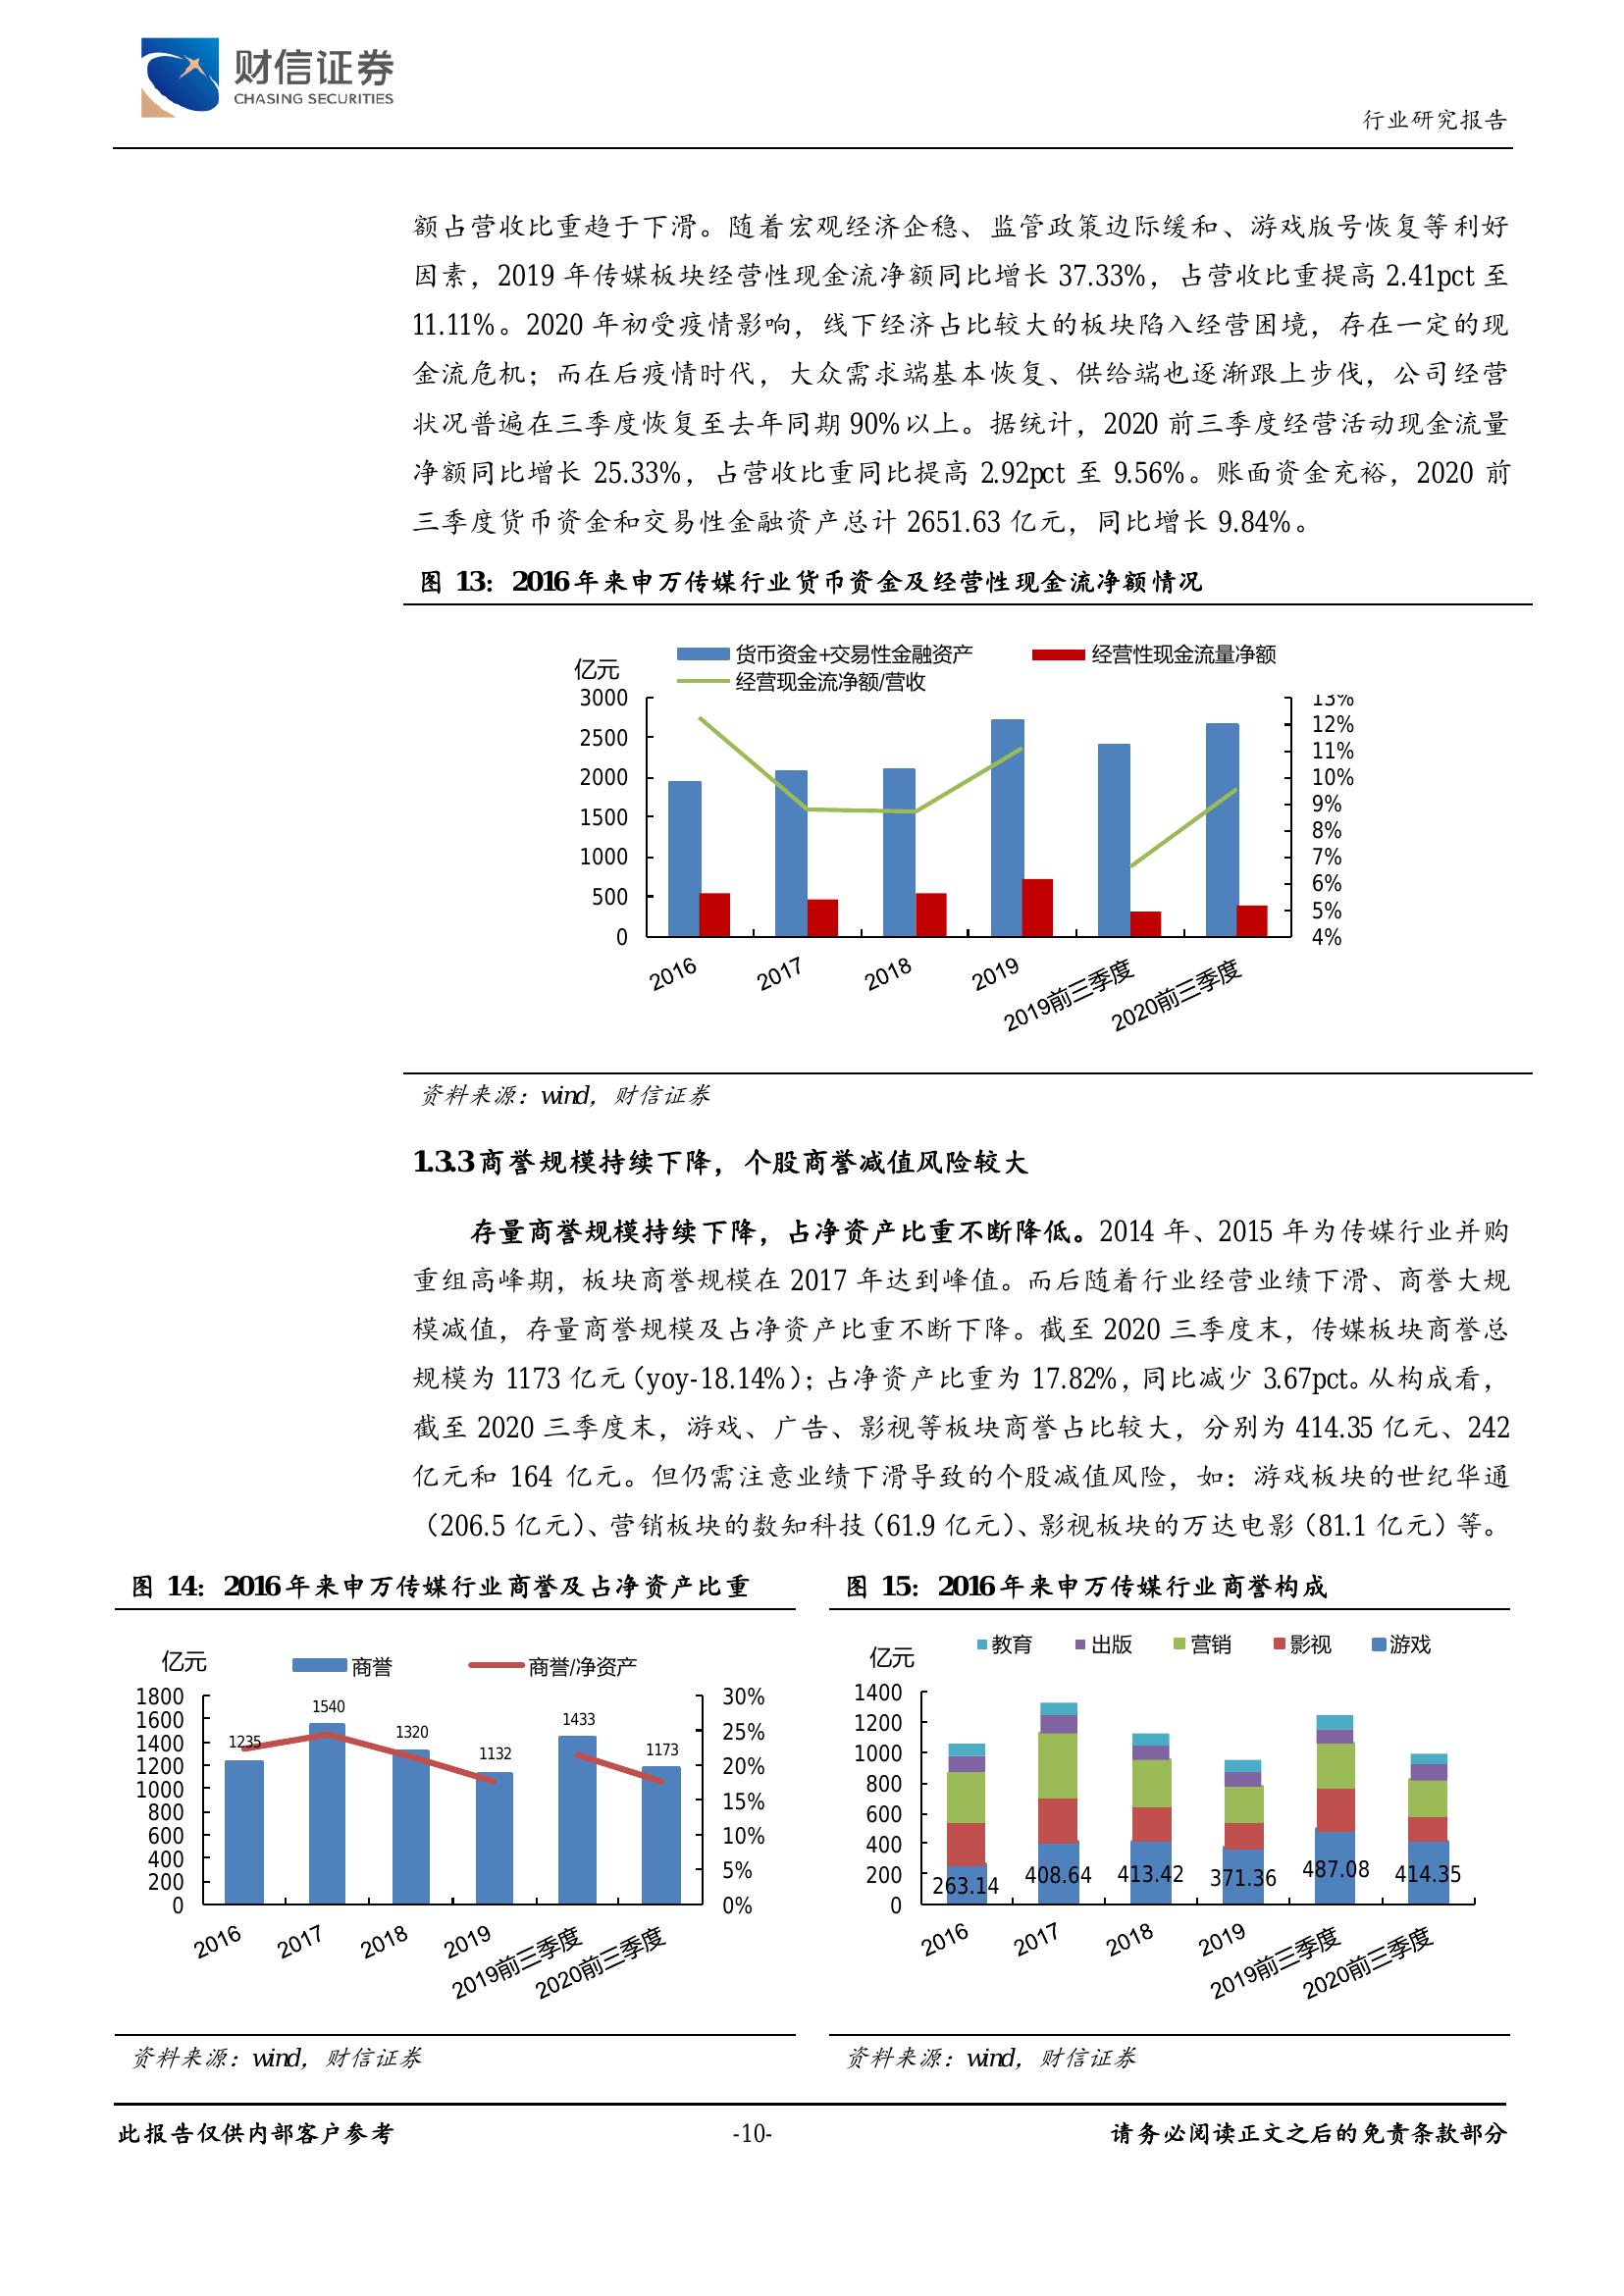 财信证券
CHASING SECURITIES
行业研究报告
额占营收比重趋于下滑。随着宏观经济企稳、监管政策边际缓和、游戏版号恢复等利好
因素，2019 年传媒板块经营性现金流净额同比增长 37.33%，占营收比重提高 2.41pct 至
11.11%。2020 年初受疫情影响，线下经济占比较大的板块陷入经营困境，存在一定的现
金流危机；而在后疫情时代，大众需求端基本恢复、供给端也逐渐跟上步伐，公司经营
状况普遍在三季度恢复至去年同期 90%以上。据统计，2020 前三季度经营活动现金流量
净额同比增长 25.33%，占营收比重同比提高 2.92pct 至 9.56%。账面资金充裕，2020 前
三季度货币资金和交易性金融资产总计 2651.63 亿元，同比增长 9.84%。
图 13：2016 年来申万传媒行业货币资金及经营性现金流净额情况
亿元
货币资金+交易性金融资产
经营性现金流量净额
经营现金流净额/营收
3000
2500
2000
1500
1000
500
0
13%
12%
11%
10%
9%
8%
7%
6%
5%
4%
2016
2017
2018
2019
2019前三季度
2020前三季度
资料来源：wind，财信证券
1.3.3 商誉规模持续下降，个股商誉减值风险较大
存量商誉规模持续下降，占净资产比重不断降低。2014 年、2015 年为传媒行业并购
重组高峰期，板块商誉规模在 2017 年达到峰值。而后随着行业经营业绩下滑、商誉大规
模减值，存量商誉规模及占净资产比重不断下降。截至 2020 三季度末，传媒板块商誉总
规模为 1173 亿元（yoy-18.14%）；占净资产比重为 17.82%，同比减少 3.67pct。从构成看，
截至 2020 三季度末，游戏、广告、影视等板块商誉占比较大，分别为 414.35 亿元、242
亿元和 164 亿元。但仍需注意业绩下滑导致的个股减值风险，如：游戏板块的世纪华通
（206.5 亿元）、营销板块的数知科技（61.9 亿元）、影视板块的万达电影（81.1 亿元）等。
图 14：2016 年来申万传媒行业商誉及占净资产比重
亿元
商誉
商誉/净资产
1800
1600
1400
1200
1000
800
600
400
200
0
1235
1540
1320
1132
1433
1173
30%
25%
20%
15%
10%
5%
0%
2016
2017
2018
2019
2019前三季度
2020前三季度
资料来源：wind，财信证券
图 15：2016 年来申万传媒行业商誉构成
亿元
教育
出版
营销
影视
游戏
1400
1200
1000
800
600
400
200
0
263.14
408.64
413.42
371.36
487.08
414.35
2016
2017
2018
2019
2019前三季度
2020前三季度
资料来源：wind，财信证券
此报告仅供内部客户参考
-10-
请务必阅读正文之后的免责条款部分